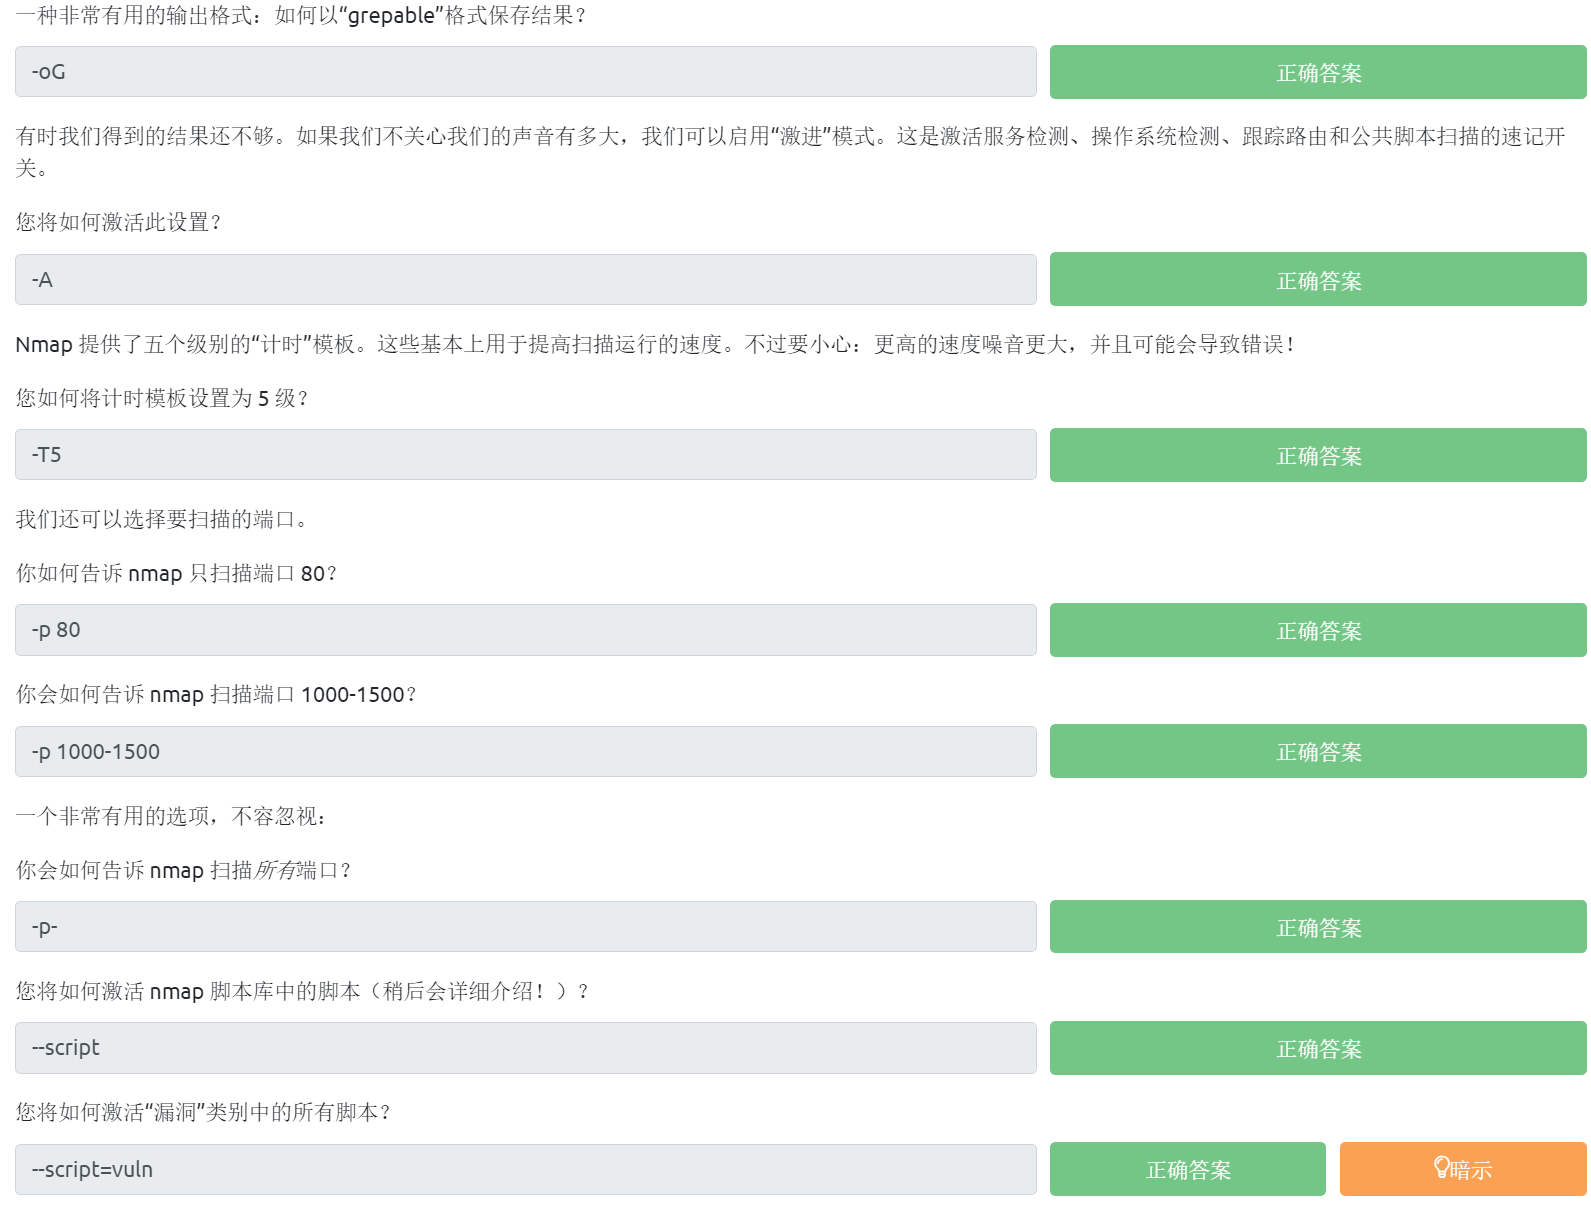 一种非常有用的输出格式：如何以“grepable”格式保存结果？
-oG
正确答案
有时我们得到的结果还不够。如果我们不关心我们的声音有多大，我们可以启用“激进”模式。这是激活服务检测、操作系统检测、跟踪路由和公共脚本扫描的速记开
关。
您将如何激活此设置？
-A
正确答案
Nmap 提供了五个级别的“计时”模板。这些基本上用于提高扫描运行的速度。不过要小心：更高的速度噪音更大，并且可能会导致错误！
您如何将计时模板设置为 5 级？
-T5
正确答案
我们还可以选择要扫描的端口。
你如何告诉 nmap 只扫描端口 80？
-p 80
正确答案
你会如何告诉 nmap 扫描端口 1000-1500？
-p 1000-1500
正确答案
一个非常有用的选项，不容忽视：
你会如何告诉 nmap 扫描所有端口？
-p-
正确答案
您将如何激活 nmap 脚本库中的脚本（稍后会详细介绍！）？
--script
正确答案
您将如何激活“漏洞”类别中的所有脚本？
--script=vuln
正确答案
暗示